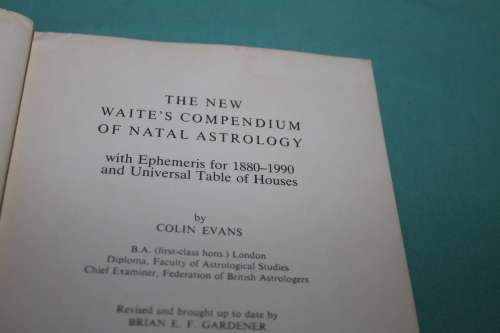 THE NEW
WAITE'S COMPENDIUM
OF NATAL ASTROLOGY
with Ephemeris for 1880–1990
and Universal Table of Houses
by
COLIN EVANS
B.A. (first-class hons.) London
Diploma, Faculty of Astrological Studies
Chief Examiner, Federation of British Astrologers
Revised and brought up to date by
BRIAN E. F. GARDENER